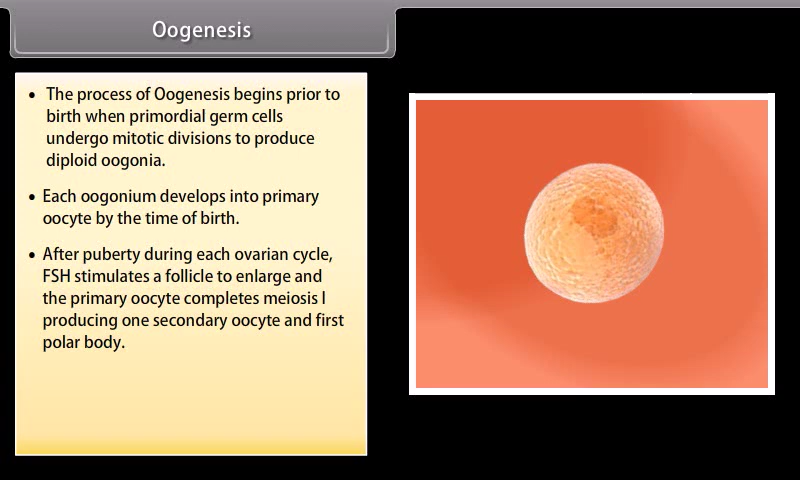 Oogenesis
• The process of Oogenesis begins prior to
birth when primordial germ cells
undergo mitotic divisions to produce
diploid oogonia.
• Each oogonium develops into primary
oocyte by the time of birth.
• After puberty during each ovarian cycle,
FSH stimulates a follicle to enlarge and
the primary oocyte completes meiosis I
producing one secondary oocyte and first
polar body.